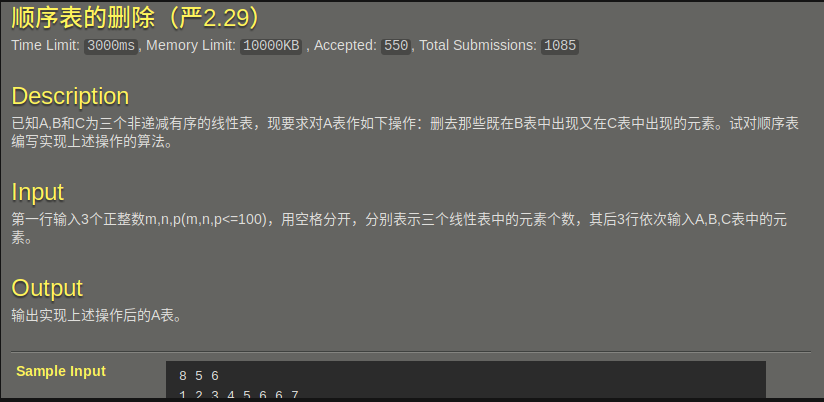 顺序表的删除（严2.29）
Time Limit: 3000ms, Memory Limit: 10000KB , Accepted: 550, Total Submissions: 1085
Description
已知A,B和C为三个非递减有序的线性表，现要求对A表作如下操作：删去那些既在B表中出现又在C表中出现的元素。试对顺序表
编写实现上述操作的算法。
Input
第一行输入3个正整数m,n,p(m,n,p<=100)，用空格分开，分别表示三个线性表中的元素个数，其后3行依次输入A,B,C表中的元
素。
Output
输出实现上述操作后的A表。
Sample Input
8 5 6
1 2 3 4 5 6 6 7